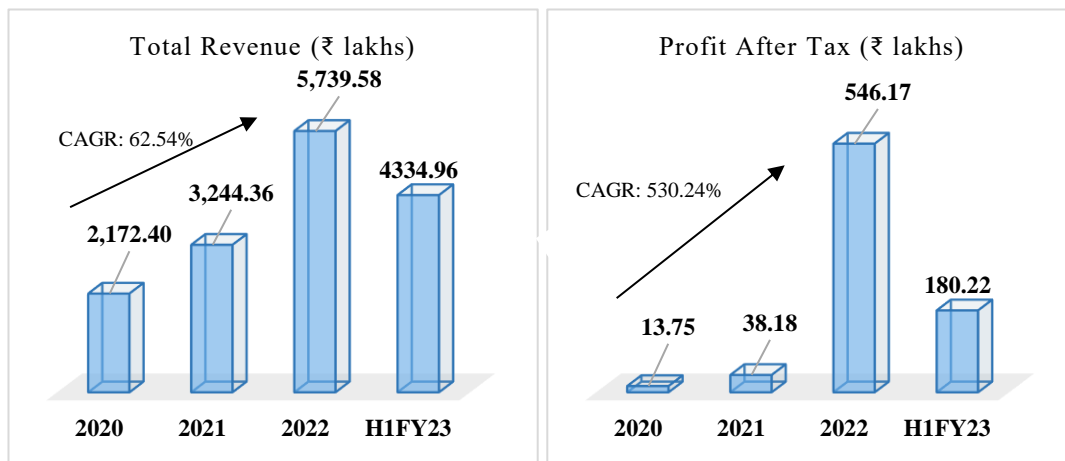 Total Revenue (₹ lakhs)
5,739.58
CAGR: 62.54%
4334.96
3,244.36
2,172.40
2020 2021 2022 H1FY23
Profit After Tax (₹ lakhs)
546.17
CAGR: 530.24%
180.22
13.75 38.18
2020 2021 2022 H1FY23